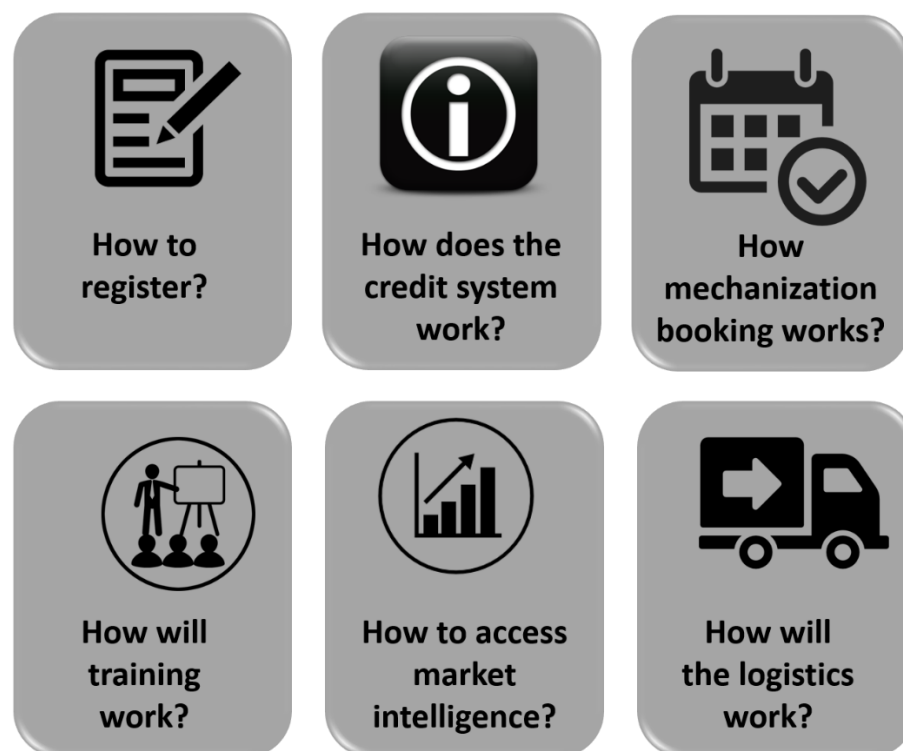 How to
register?
How does the
credit system
work?
How
mechanization
booking works?
How will
training
work?
How to access
market
intelligence?
How will
the logistics
work?